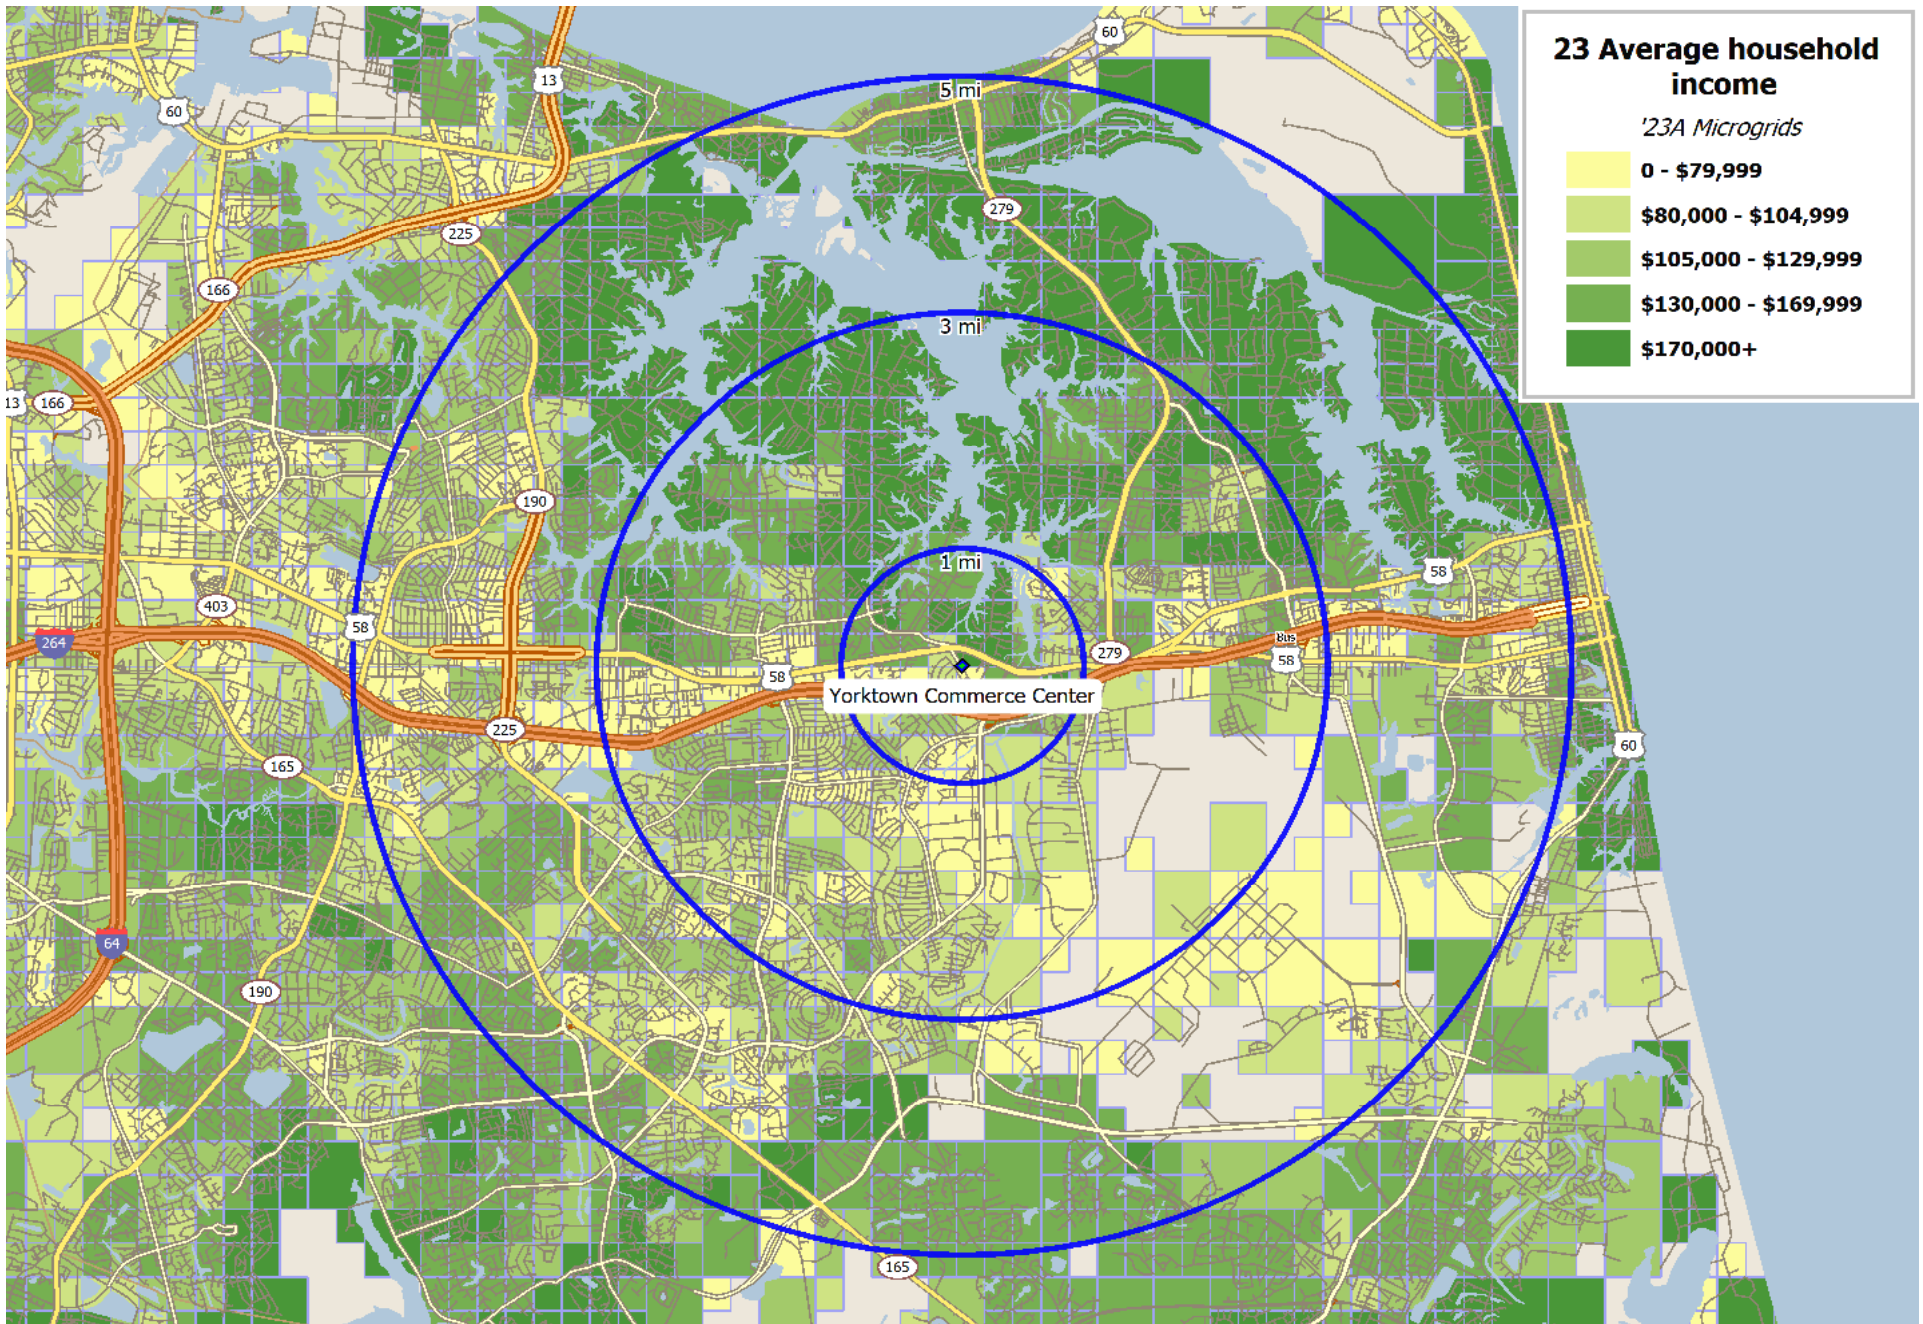 60
23 Average household
income
'23A Microgrids
0 - $79,999
$80,000 - $104,999
$105,000 - $129,999
$130,000 - $169,999
$170,000+
13
5 mi
60
279
225
166
3 mi
13
166
190
1 mi
58
403
58
264
Bus
279
58
58
Yorktown Commerce Center
225
60
165
64
190
165